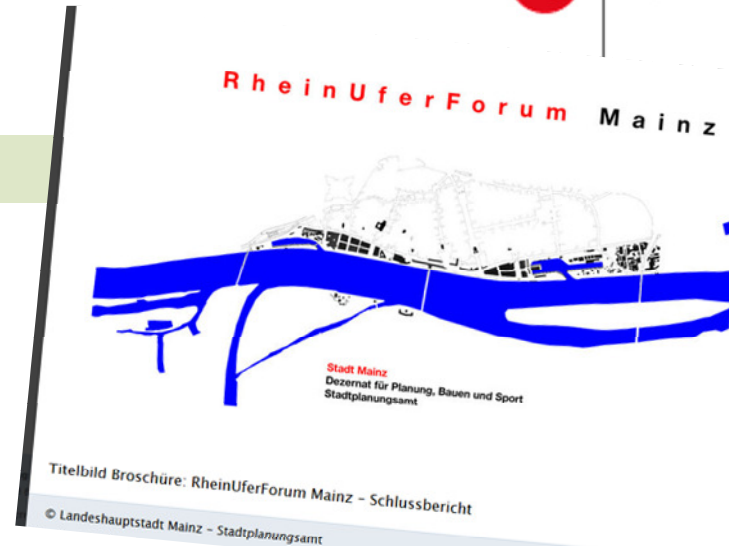 RheinUferForum Mainz
Stadt Mainz
Dezernat für Planung, Bauen und Sport
Stadtplanungsamt
Titelbild Broschüre: RheinUferForum Mainz – Schlussbericht
© Landeshauptstadt Mainz – Stadtplanungsamt